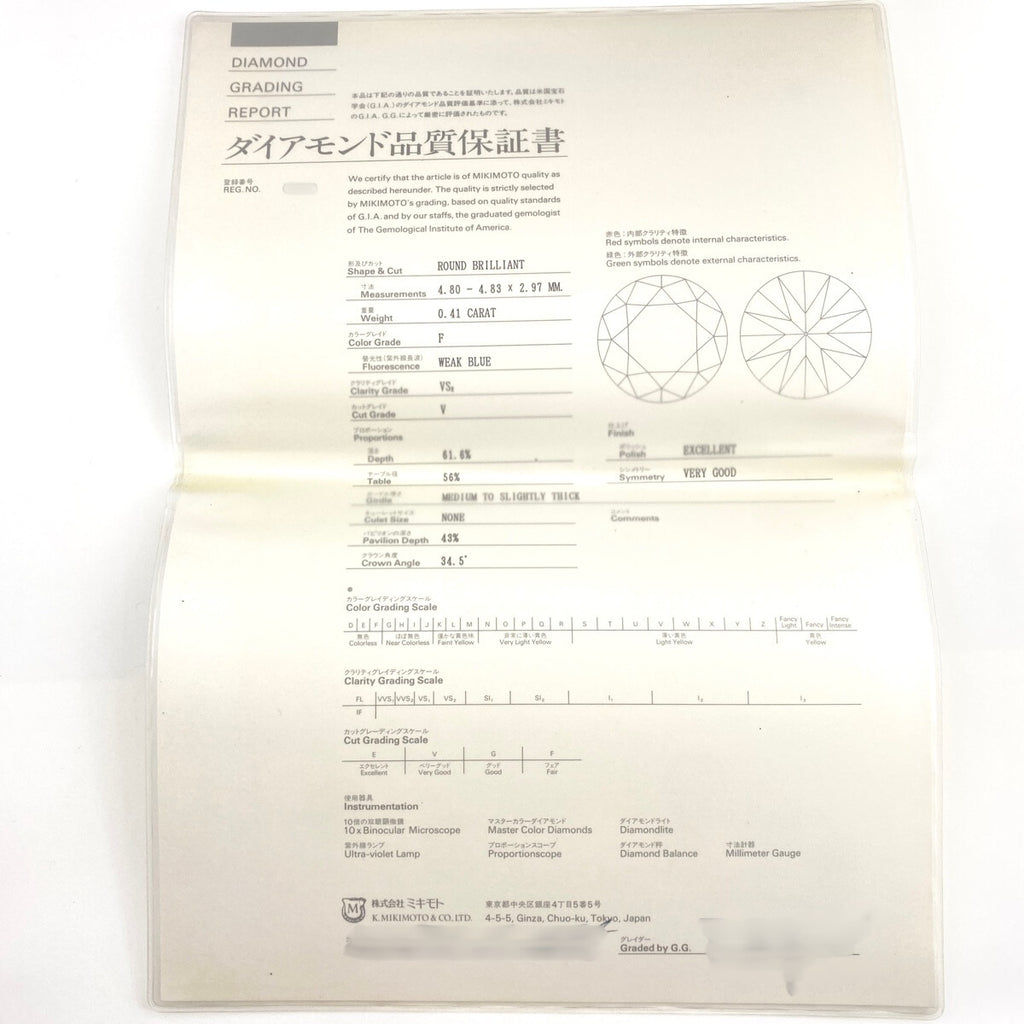 DIAMOND
GRADING
REPORT
本品は下記の通りの品質であることを証明いたします。品質は米国宝石
学会(G.I.A.)のダイアモンド品質評価基準に添って、株式会社ミキモト
のG.I.A. G.G.によって厳密に評価されたものです。
ダイアモンド品質保証書
登録番号
REG. NO.
We certify that the article is of MIKIMOTO quality as
described hereunder. The quality is strictly selected
by MIKIMOTO's grading, based on quality standards
of G.I.A. and by our staffs, the graduated gemologist
of The Gemological Institute of America.
赤色：内部クラリティ特徴
Red symbols denote internal characteristics.
緑色：外部クラリティ特徴
Green symbols denote external characteristics.
形及びカット
Shape & Cut ROUND BRILLIANT
寸法
Measurements 4.80 - 4.83 × 2.97 MM.
重量
Weight 0.41 CARAT
カラーグレイド
Color Grade F
螢光性(紫外線長波)
Fluorescence WEAK BLUE
クラリティグレイド
Clarity Grade VS₂
カットグレイド
Cut Grade V
プロポーション
Proportions
深さ
Depth 61.6%
テーブル径
Table 56%
Girdle MEDIUM TO SLIGHTLY THICK
キューレットサイズ
Culet Size NONE
パビリオンの深さ
Pavilion Depth 43%
クラウン角度
Crown Angle 34.5°
仕上げ
Finish
ポリッシュ
Polish EXCELLENT
シンメトリー
Symmetry VERY GOOD
コメント
Comments
カラーグレイディングスケール
Color Grading Scale
D E F G H I J K L M N O P Q R S T U V W X Y Z Fancy Light Fancy Fancy Intense
無色 ほぼ無色 僅かな黄色味 非常に薄い黄色 薄い黄色 黄色
Colorless Near Colorless Faint Yellow Very Light Yellow Light Yellow Yellow
クラリティグレイディングスケール
Clarity Grading Scale
FL VVS₁ VVS₂ VS₁ VS₂ SI₁ SI₂ I₁ I₂ I₃
IF
カットグレーディングスケール
Cut Grading Scale
E V G F
エクセレント ベリーグッド グッド フェア
Excellent Very Good Good Fair
使用器具
Instrumentation
10倍の双眼顕微鏡 マスターカラーダイアモンド ダイアモンドライト
10x Binocular Microscope Master Color Diamonds Diamondlite
紫外線ランプ プロポーションスコープ ダイアモンド秤 寸法計器
Ultra-violet Lamp Proportionscope Diamond Balance Millimeter Gauge
M 株式会社 ミキモト 東京都中央区銀座4丁目5番5号
K. MIKIMOTO & CO., LTD. 4-5-5, Ginza, Chuo-ku, Tokyo, Japan
グレイダー
Graded by G.G.